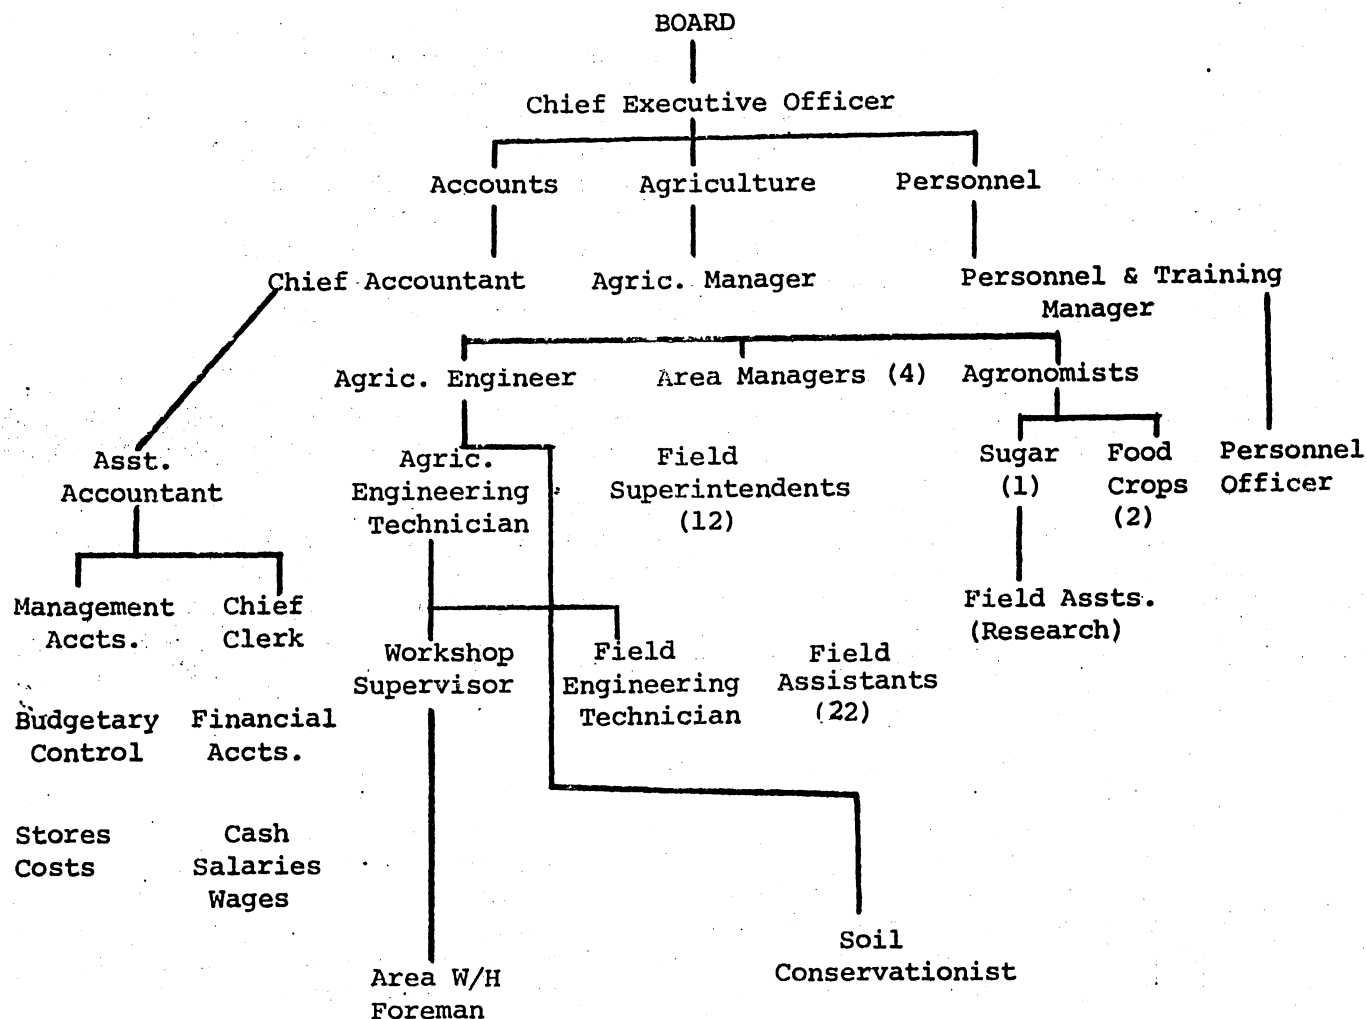 BOARD
Chief Executive Officer
Accounts
Agriculture
Personnel
Chief Accountant
Agric. Manager
Personnel & Training
Manager
Agric. Engineer
Area Managers (4)
Agronomists
Asst.
Accountant
Agric.
Engineering
Technician
Field
Superintendents
(12)
Sugar
(1)
Food
Crops
(2)
Personnel
Officer
Management
Accts.
Chief
Clerk
Field Assts.
(Research)
Workshop
Supervisor
Field
Engineering
Technician
Field
Assistants
(22)
Budgetary
Control
Financial
Accts.
Stores
Costs
Cash
Salaries
Wages
Soil
Conservationist
Area W/H
Foreman